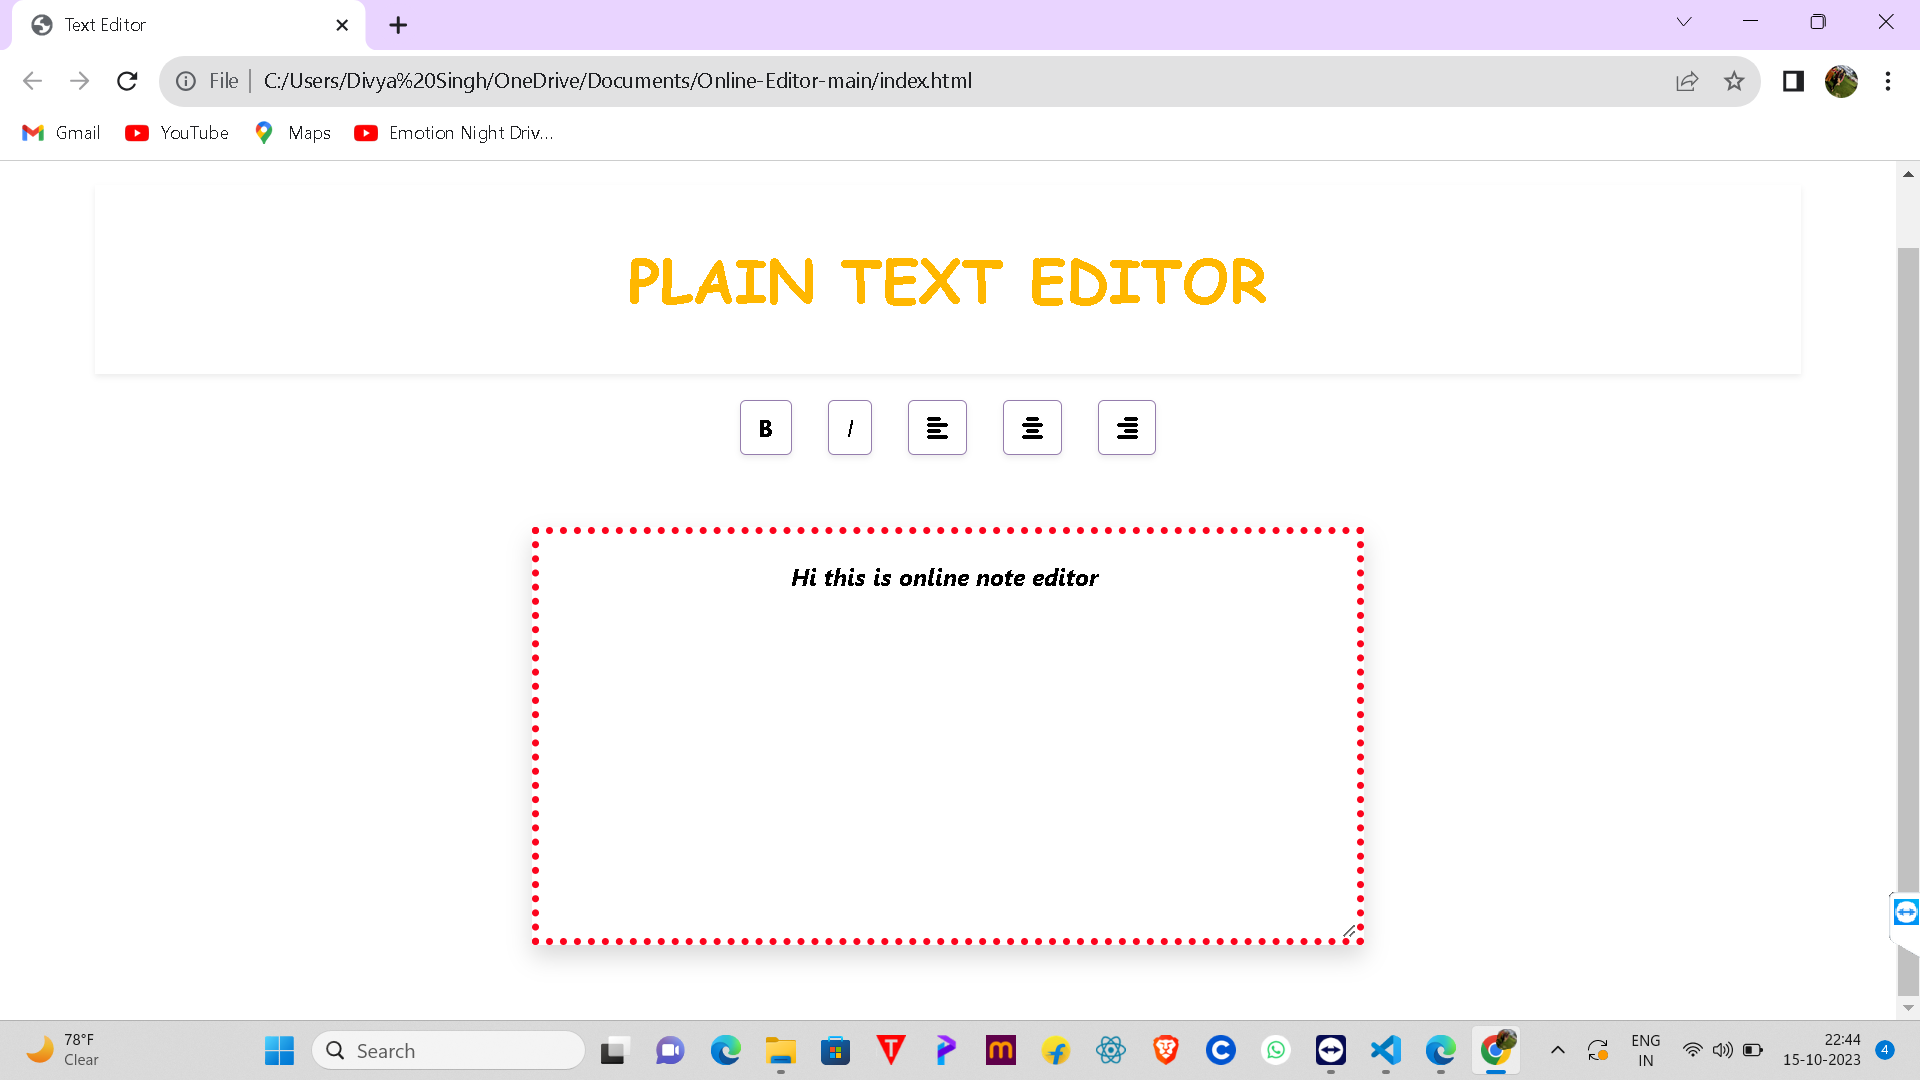 Text Editor
File
C:/Users/Divya%20Singh/OneDrive/Documents/Online-Editor-main/index.html
Gmail
YouTube
Maps
Emotion Night Driv...
PLAIN TEXT EDITOR
B
I
Hi this is online note editor
78°F
Clear
Search
ENG
IN
22:44
15-10-2023
4